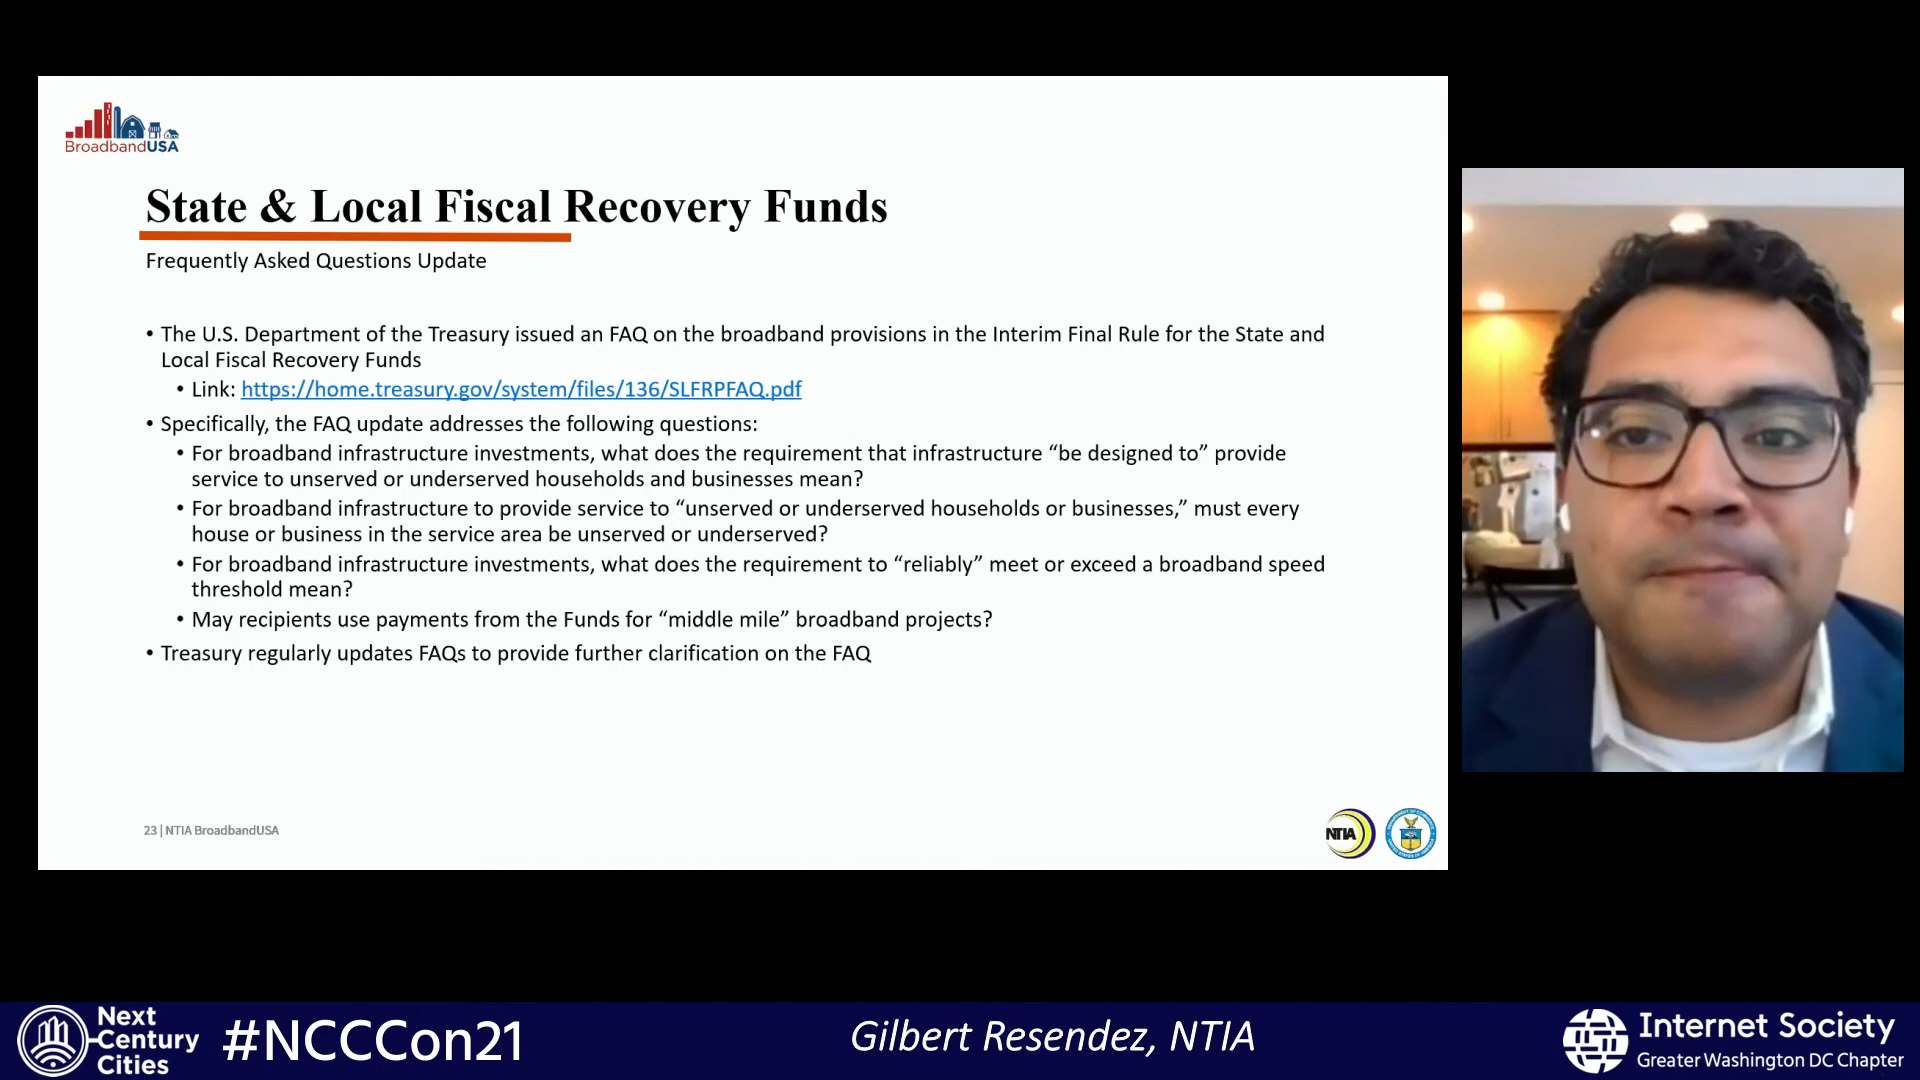 BroadbandUSA
State & Local Fiscal Recovery Funds
Frequently Asked Questions Update
• The U.S. Department of the Treasury issued an FAQ on the broadband provisions in the Interim Final Rule for the State and
Local Fiscal Recovery Funds
• Link: https://home.treasury.gov/system/files/136/SLFRPFAQ.pdf
• Specifically, the FAQ update addresses the following questions:
• For broadband infrastructure investments, what does the requirement that infrastructure “be designed to” provide
service to unserved or underserved households and businesses mean?
• For broadband infrastructure to provide service to “unserved or underserved households or businesses,” must every
house or business in the service area be unserved or underserved?
• For broadband infrastructure investments, what does the requirement to “reliably” meet or exceed a broadband speed
threshold mean?
• May recipients use payments from the Funds for “middle mile” broadband projects?
• Treasury regularly updates FAQs to provide further clarification on the FAQ
23 | NTIA BroadbandUSA
NTIA
Next
Century
Cities
#NCCCon21
Gilbert Resendez, NTIA
Internet Society
Greater Washington DC Chapter